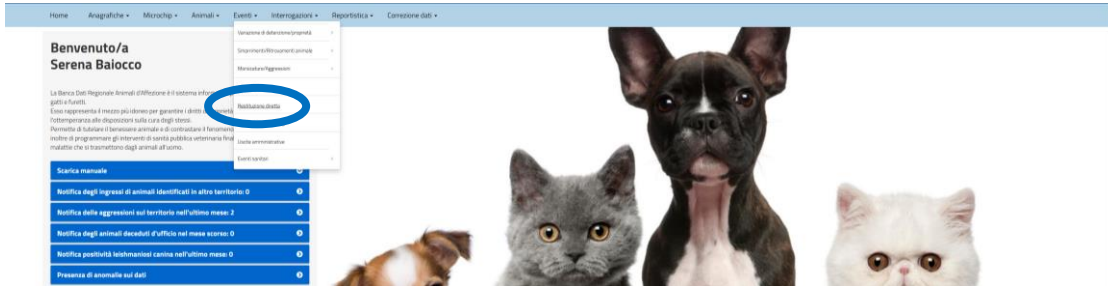 Home Anagrafiche Microchip Animali Eventi Interrogazioni Reportistica Correzione dati
Benvenuto/a
Serena Baiocco
Variazione di detenzione/proprietà
Smarrimenti/Ritrovamenti animale
Morsicature/Aggressioni
Restituzione diretta
Uscite amministrative
Eventi sanitari
La Banca Dati Regionale Animali d'Affezione è il sistema
gatti e furetti.
Esso rappresenta il mezzo più idoneo per garantire i diritti
l'ottemperanza alle disposizioni sulla cura degli stessi.
Permette di tutelare il benessere animale e di contrastare il fenomeno
inoltre di programmare gli interventi di sanità pubblica veterinaria
malattie che si trasmettono dagli animali all'uomo.
Scarica manuale
Notifica degli ingressi di animali identificati in altro territorio: 0
Notifica delle aggressioni sul territorio nell'ultimo mese: 2
Notifica degli animali deceduti d'ufficio nel mese scorso: 0
Notifica positività leishmaniosi canina nell'ultimo mese: 0
Presenza di anomalie sui dati